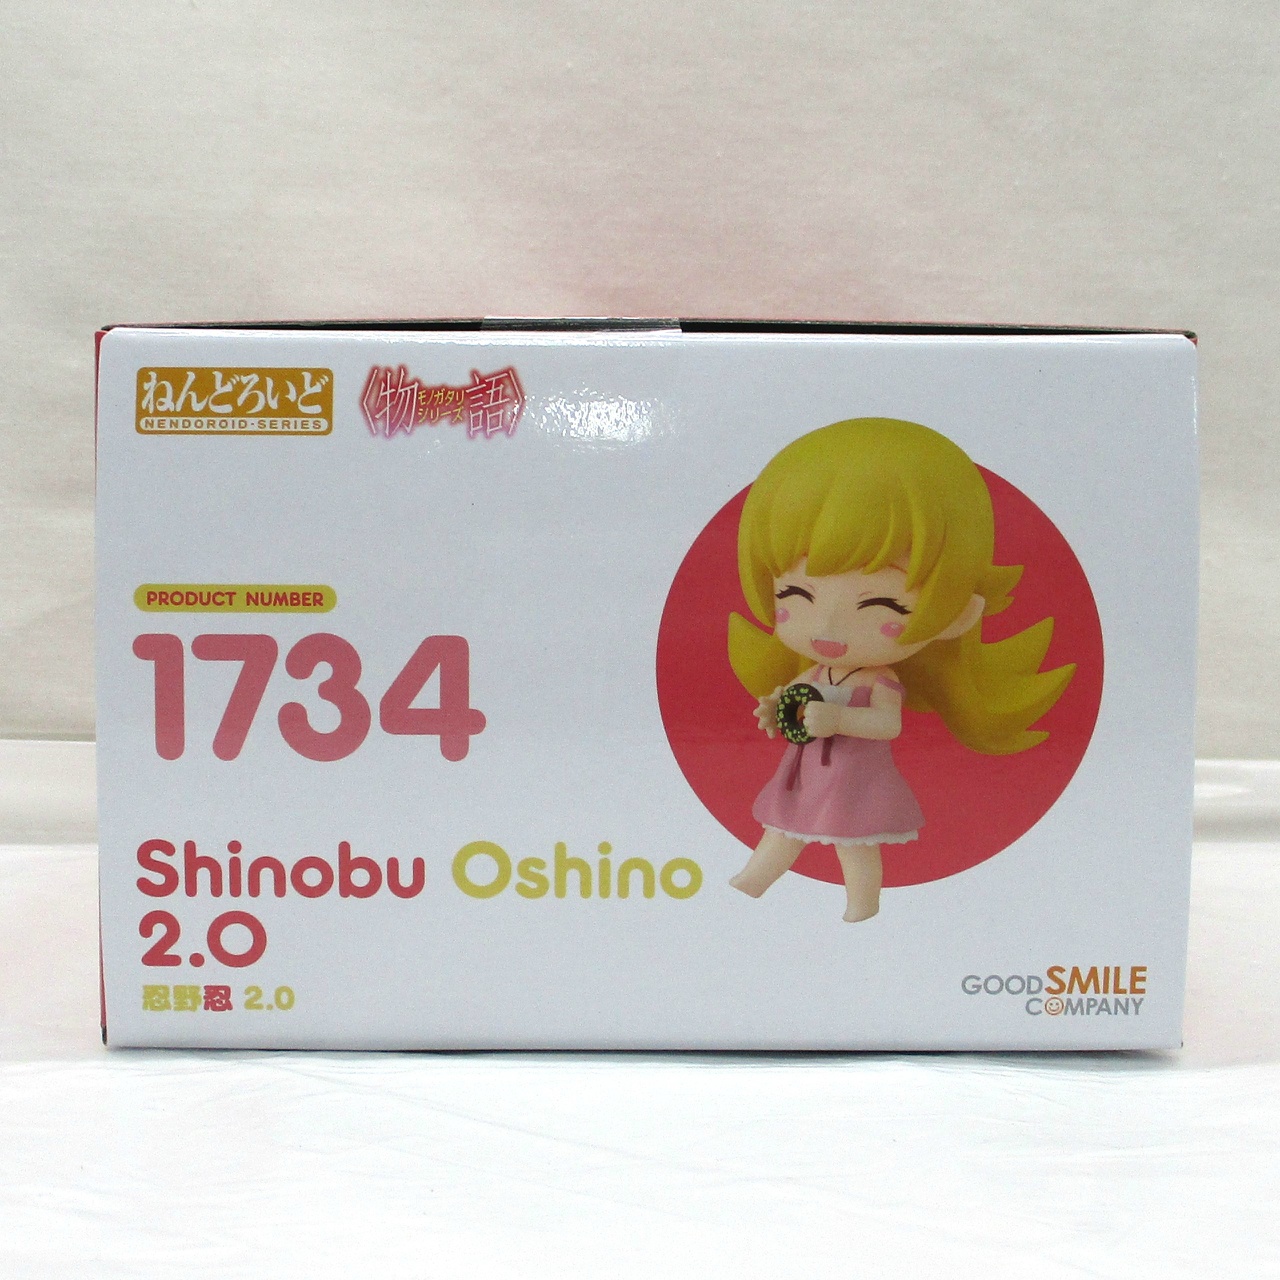 ねんどろいど
NENDOROID·SERIES
〈物語〉
モノガタリ
シリーズ
PRODUCT NUMBER
1734
Shinobu Oshino
2.0
忍野忍 2.0
GOOD SMILE
COMPANY